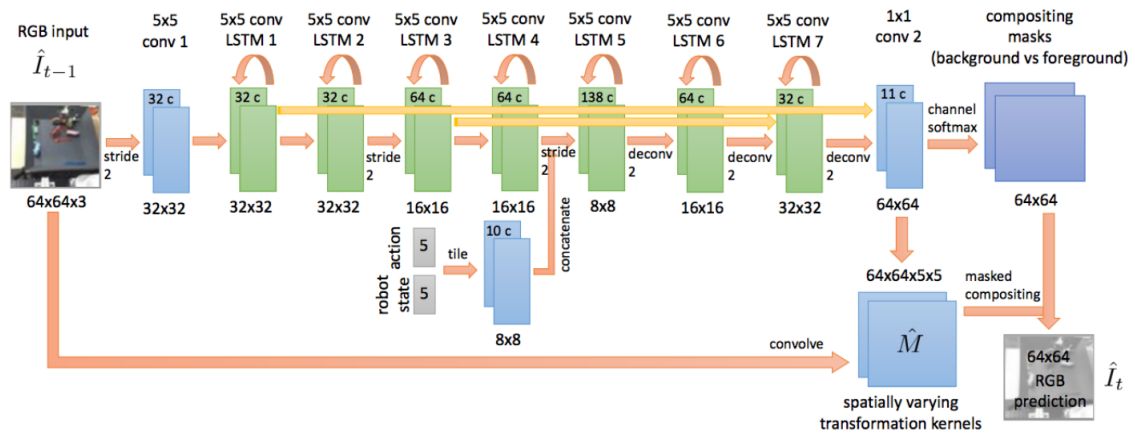 RGB input
Î_{t−1}
5x5
conv 1
5x5 conv
LSTM 1
5x5 conv
LSTM 2
5x5 conv
LSTM 3
5x5 conv
LSTM 4
5x5 conv
LSTM 5
5x5 conv
LSTM 6
5x5 conv
LSTM 7
1x1
conv 2
compositing
masks
(background vs foreground)
32 c
32 c
32 c
64 c
64 c
138 c
64 c
32 c
11 c
stride
2
stride
2
stride
2
deconv
2
deconv
2
deconv
2
channel
softmax
64x64x3
32x32
32x32
32x32
16x16
16x16
8x8
16x16
32x32
64x64
64x64
action
5
robot
state
5
tile
10 c
8x8
concatenate
64x64x5x5
masked
compositing
convolve
M̂
spatially varying
transformation kernels
64x64
RGB
prediction
Î_t